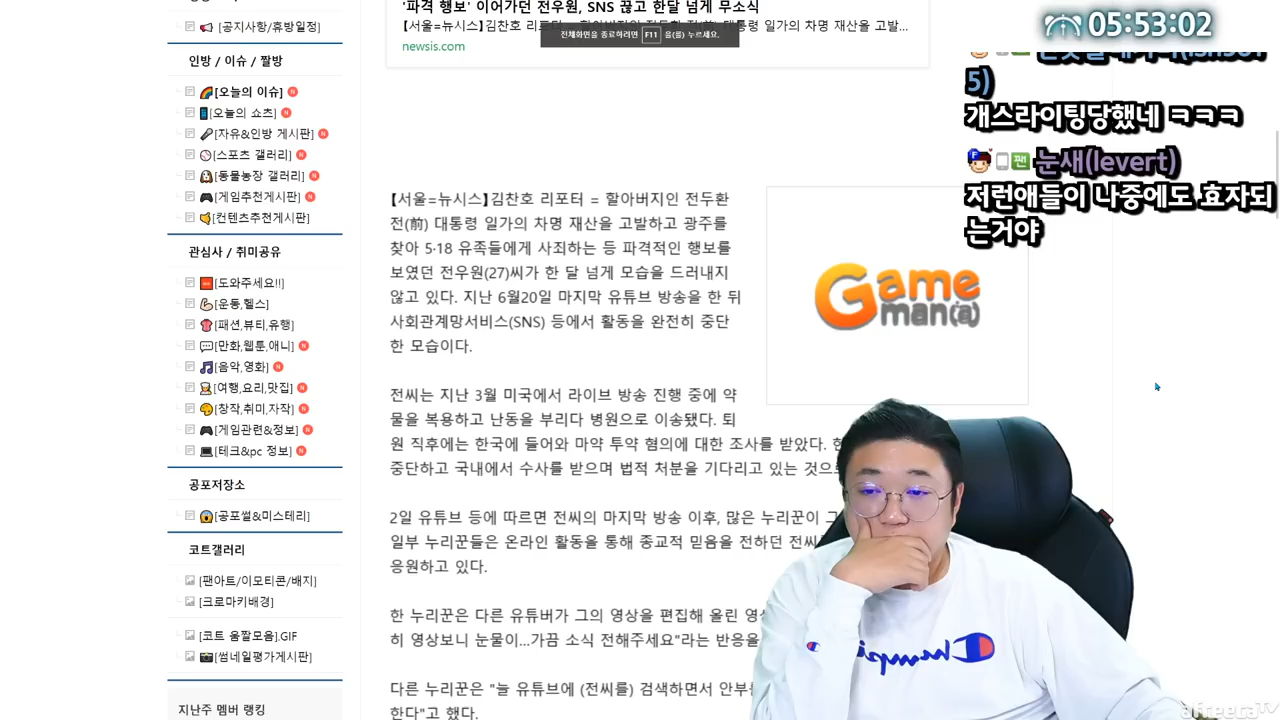 [공지사항/휴방일정]
인방 / 이슈 / 짤방
[오늘의 이슈] N
[오늘의 쇼츠] N
[자유&인방 게시판] N
[스포츠 갤러리] N
[동물농장 갤러리] N
[게임추천게시판] N
[컨텐츠추천게시판]
관심사 / 취미공유
[도와주세요!!]
[운동,헬스]
[패션,뷰티,유행]
[만화,웹툰,애니] N
[음악,영화] N
[여행,요리,맛집] N
[창작,취미,자작] N
[게임관련&정보] N
[테크&pc 정보] N
공포저장소
[공포썰&미스테리]
코트갤러리
[팬아트/이모티콘/배지]
[크로마키배경]
[코트 움짤모음].GIF
[썸네일평가게시판]
지난주 멤버 랭킹
'파격 행보' 이어가던 전우원, SNS 끊고 한달 넘게 무소식
【서울=뉴시스】김찬호 리포
일가의 차명 재산을 고발...
newsis.com
전체화면을 종료하려면 F11 을(를) 누르세요.
【서울=뉴시스】김찬호 리포터 = 할아버지인 전두환
전(前) 대통령 일가의 차명 재산을 고발하고 광주를
찾아 5·18 유족들에게 사죄하는 등 파격적인 행보를
보였던 전우원(27)씨가 한 달 넘게 모습을 드러내지
않고 있다. 지난 6월20일 마지막 유튜브 방송을 한 뒤
사회관계망서비스(SNS) 등에서 활동을 완전히 중단
한 모습이다.
전씨는 지난 3월 미국에서 라이브 방송 진행 중에 약
물을 복용하고 난동을 부리다 병원으로 이송됐다. 퇴
원 직후에는 한국에 들어와 마약 투약 혐의에 대한 조사를 받았다.
중단하고 국내에서 수사를 받으며 법적 처분을 기다리고 있는 것으
2일 유튜브 등에 따르면 전씨의 마지막 방송 이후, 많은 누리꾼이 그
일부 누리꾼들은 온라인 활동을 통해 종교적 믿음을 전하던 전씨
응원하고 있다.
한 누리꾼은 다른 유튜버가 그의 영상을 편집해 올린 영
히 영상보니 눈물이...가끔 소식 전해주세요"라는 반응을
다른 누리꾼은 "늘 유튜브에 (전씨를) 검색하면서 안부
한다"고 했다.
Game
man(a)
05:53:02
5)
개스라이팅당했네 ㅋㅋㅋ
팬 눈새(levert)
저런애들이 나중에도 효자되
는거야
Champi
afreecaTV